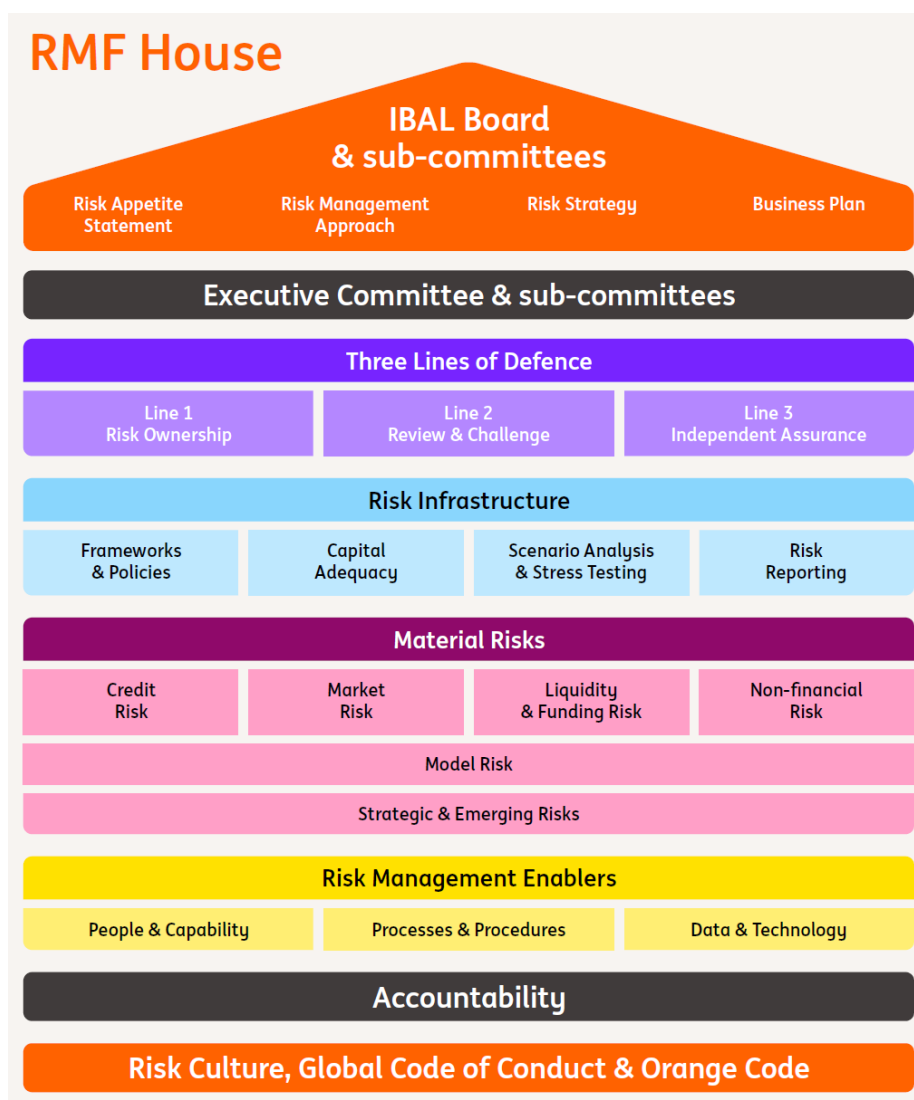 RMF House
IBAL Board
& sub-committees
Risk Appetite
Statement
Risk Management
Approach
Risk Strategy
Business Plan
Executive Committee & sub-committees
Three Lines of Defence
Line 1
Risk Ownership
Line 2
Review & Challenge
Line 3
Independent Assurance
Risk Infrastructure
Frameworks
& Policies
Capital
Adequacy
Scenario Analysis
& Stress Testing
Risk
Reporting
Material Risks
Credit
Risk
Market
Risk
Liquidity
& Funding Risk
Non-financial
Risk
Model Risk
Strategic & Emerging Risks
Risk Management Enablers
People & Capability
Processes & Procedures
Data & Technology
Accountability
Risk Culture, Global Code of Conduct & Orange Code